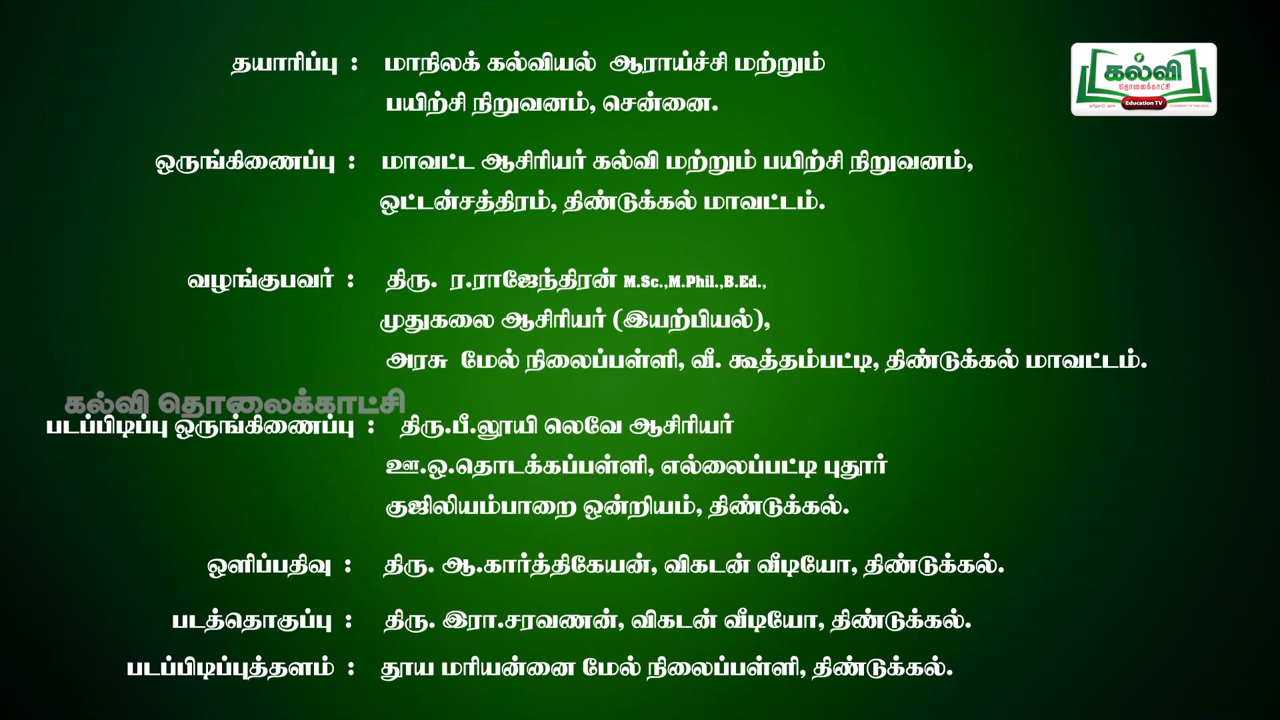 தயாரிப்பு : மாநிலக் கல்வியல் ஆராய்ச்சி மற்றும்
பயிற்சி நிறுவனம், சென்னை.
கல்வி
தொலைக்காட்சி
Education TV
ஒருங்கிணைப்பு : மாவட்ட ஆசிரியர் கல்வி மற்றும் பயிற்சி நிறுவனம்,
ஒட்டன்சத்திரம், திண்டுக்கல் மாவட்டம்.
வழங்குபவர் : திரு. ர.ராஜேந்திரன் M.Sc.,M.Phil.,B.Ed.,
முதுகலை ஆசிரியர் (இயற்பியல்),
அரசு மேல் நிலைப்பள்ளி, வீ. கூத்தம்பட்டி, திண்டுக்கல் மாவட்டம்.
கல்வி தொலைக்காட்சி
படப்பிடிப்பு ஒருங்கிணைப்பு : திரு.பீ.லூயி லெவே ஆசிரியர்
ஊ.ஒ.தொடக்கப்பள்ளி, எல்லைப்பட்டி புதூர்
குஜிலியம்பாறை ஒன்றியம், திண்டுக்கல்.
ஒளிப்பதிவு : திரு. ஆ.கார்த்திகேயன், விகடன் வீடியோ, திண்டுக்கல்.
படத்தொகுப்பு : திரு. இரா.சரவணன், விகடன் வீடியோ, திண்டுக்கல்.
படப்பிடிப்புத்தளம் : தூய மரியன்னை மேல் நிலைப்பள்ளி, திண்டுக்கல்.